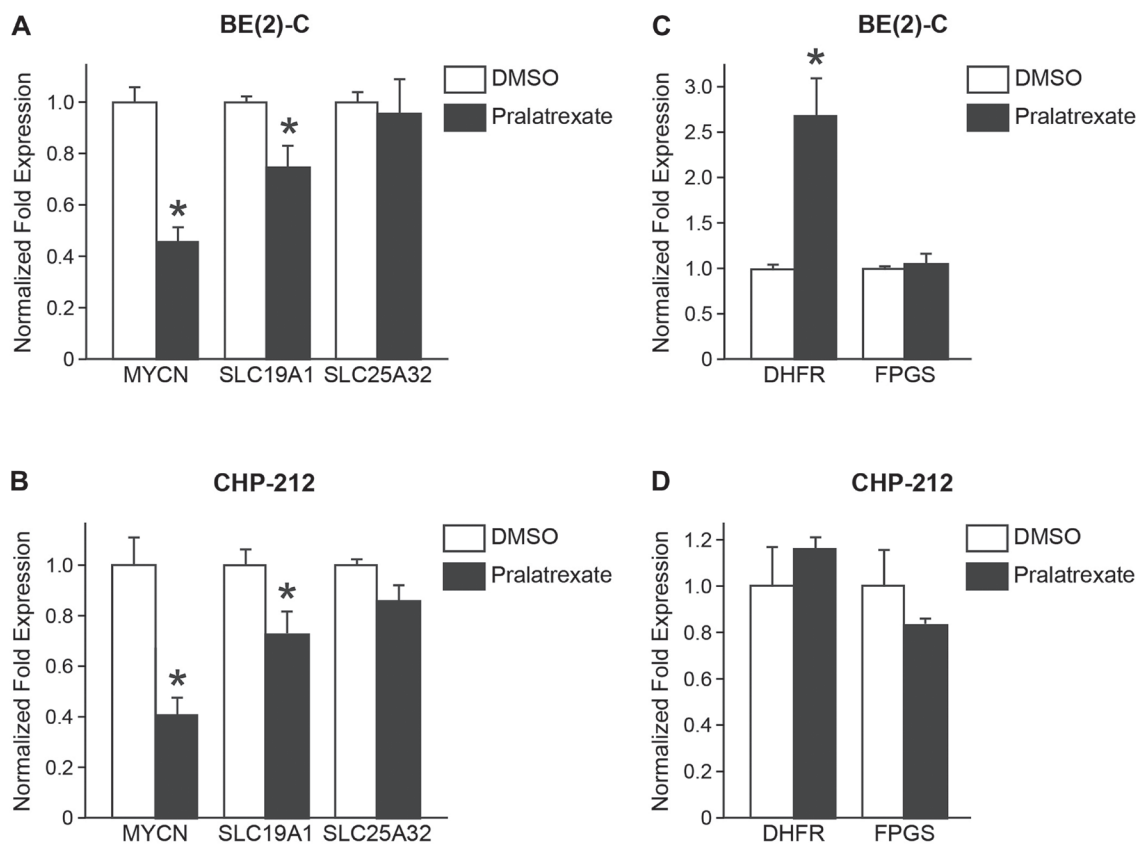 A
BE(2)-C
Normalized Fold Expression
1.0
0.8
0.6
0.4
0.2
0
*
*
MYCN
SLC19A1
SLC25A32
DMSO
Pralatrexate
C
BE(2)-C
Normalized Fold Expression
3.0
2.5
2.0
1.5
1.0
0.5
0
*
DHFR
FPGS
DMSO
Pralatrexate
B
CHP-212
Normalized Fold Expression
1.0
0.8
0.6
0.4
0.2
0
*
*
MYCN
SLC19A1
SLC25A32
DMSO
Pralatrexate
D
CHP-212
Normalized Fold Expression
1.2
1.0
0.8
0.6
0.4
0.2
0.0
DHFR
FPGS
DMSO
Pralatrexate